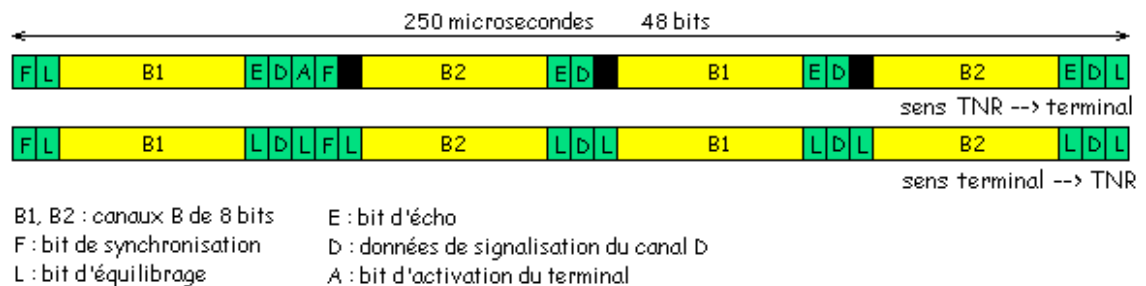 250 microsecondes 48 bits
F L B1 E D A F B2 E D B1 E D B2 E D L
sens TNR --> terminal
F L B1 L D L F L B2 L D L B1 L D L B2 L D L
sens terminal --> TNR
B1, B2 : canaux B de 8 bits
E : bit d'écho
F : bit de synchronisation
D : données de signalisation du canal D
L : bit d'équilibrage
A : bit d'activation du terminal